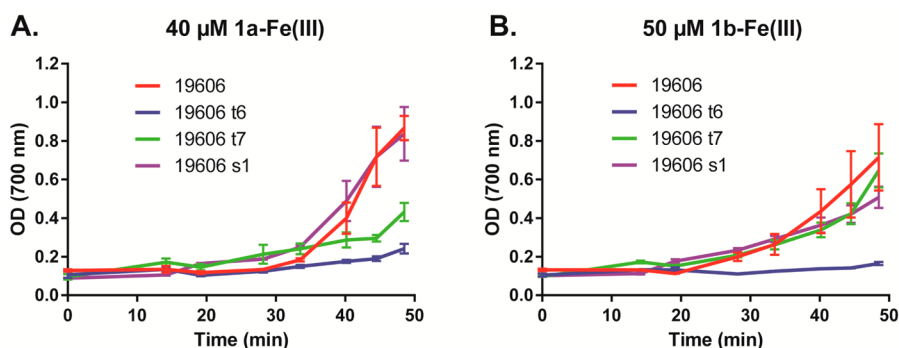 A.
40 µM 1a-Fe(III)
OD (700 nm)
1.2
1.0
0.8
0.6
0.4
0.2
0.0
19606
19606 t6
19606 t7
19606 s1
0 10 20 30 40 50
Time (min)
B.
50 µM 1b-Fe(III)
OD (700 nm)
1.2
1.0
0.8
0.6
0.4
0.2
0.0
19606
19606 t6
19606 t7
19606 s1
0 10 20 30 40 50
Time (min)